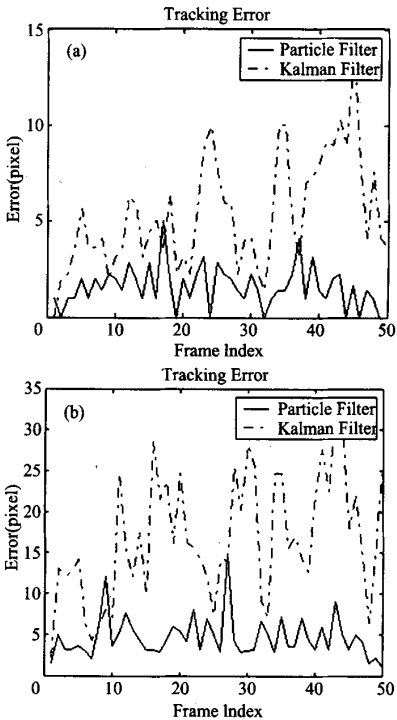 Tracking Error
15
(a)
Particle Filter
Kalman Filter
10
Error(pixel)
5
0 10 20 30 40 50
Frame Index
Tracking Error
35
(b)
Particle Filter
Kalman Filter
30
25
20
Error(pixel)
15
10
5
0 10 20 30 40 50
Frame Index